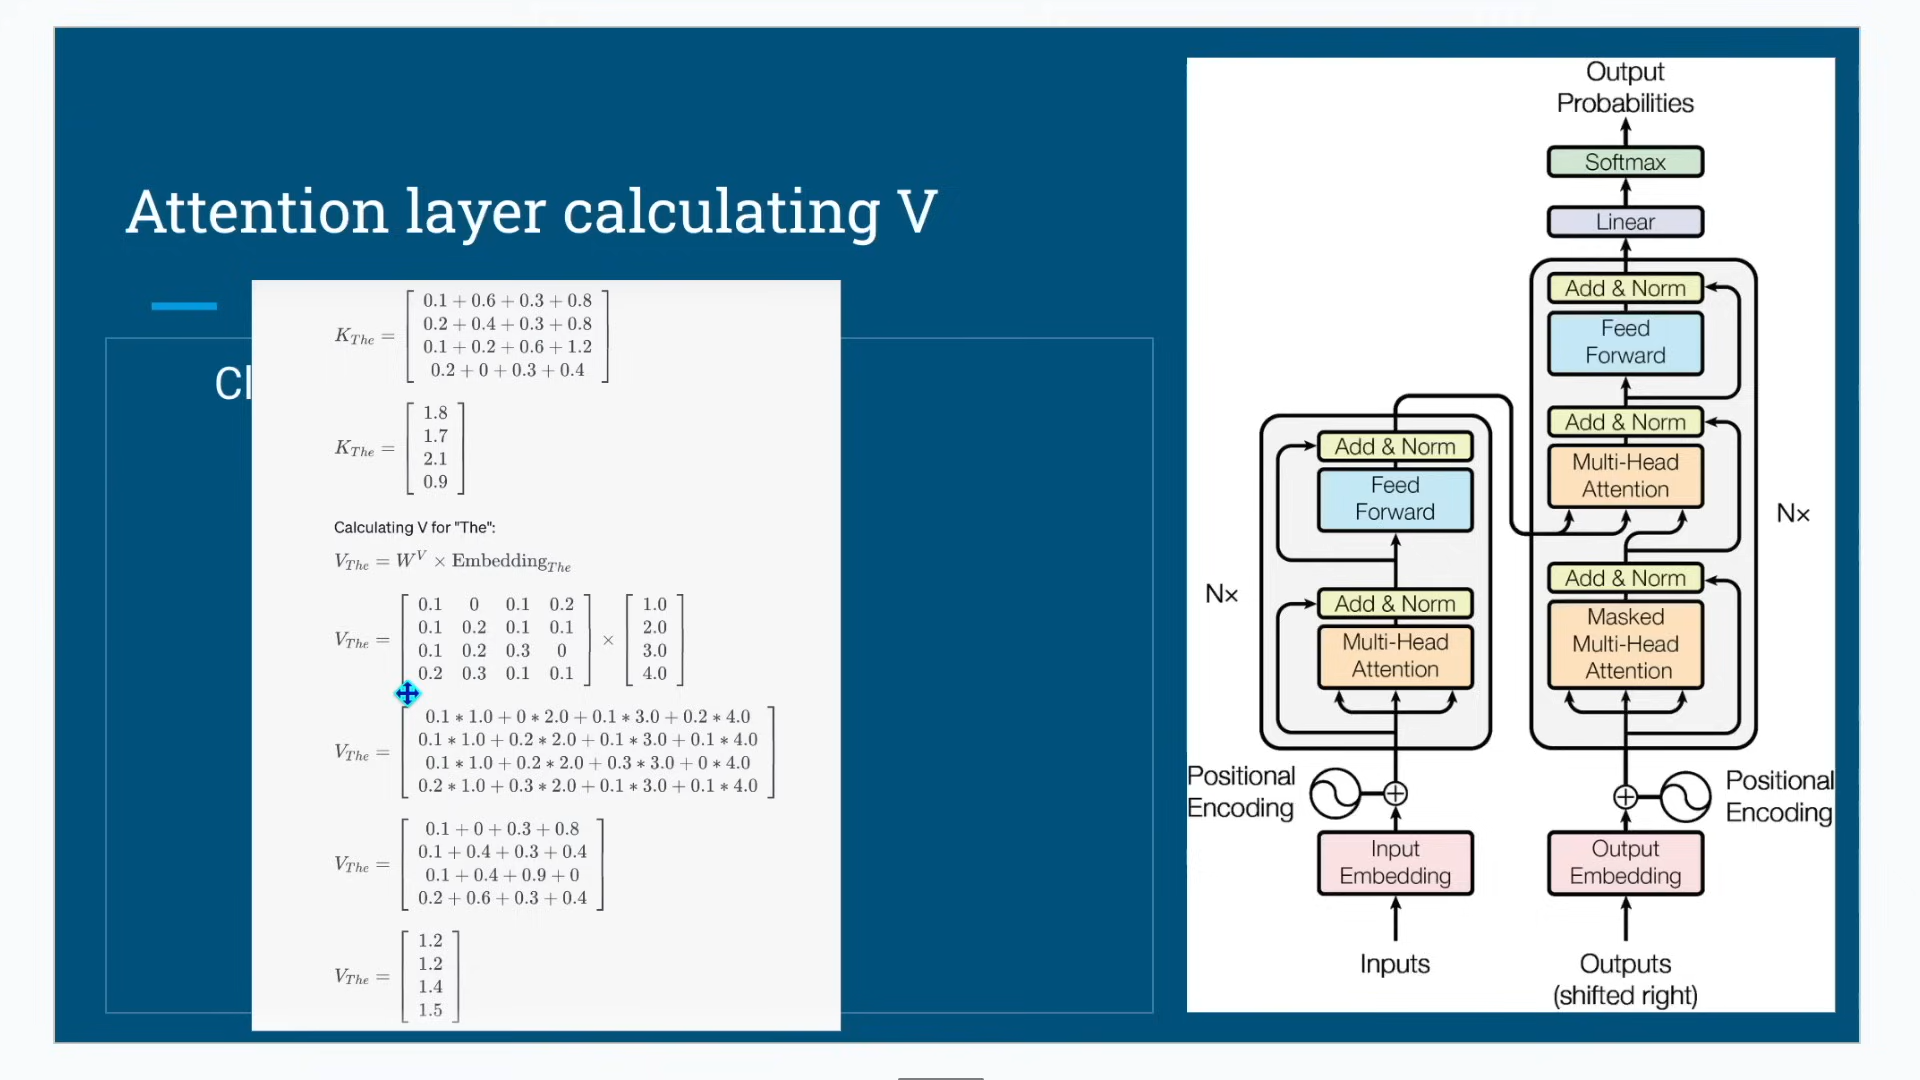 Attention layer calculating V
Cl
K_The = [ 0.1 + 0.6 + 0.3 + 0.8
0.2 + 0.4 + 0.3 + 0.8
0.1 + 0.2 + 0.6 + 1.2
0.2 + 0 + 0.3 + 0.4 ]
K_The = [ 1.8
1.7
2.1
0.9 ]
Calculating V for "The":
V_The = W^V × Embedding_The
V_The = [ 0.1 0 0.1 0.2
0.1 0.2 0.1 0.1
0.1 0.2 0.3 0
0.2 0.3 0.1 0.1 ] × [ 1.0
2.0
3.0
4.0 ]
V_The = [ 0.1 * 1.0 + 0 * 2.0 + 0.1 * 3.0 + 0.2 * 4.0
0.1 * 1.0 + 0.2 * 2.0 + 0.1 * 3.0 + 0.1 * 4.0
0.1 * 1.0 + 0.2 * 2.0 + 0.3 * 3.0 + 0 * 4.0
0.2 * 1.0 + 0.3 * 2.0 + 0.1 * 3.0 + 0.1 * 4.0 ]
V_The = [ 0.1 + 0 + 0.3 + 0.8
0.1 + 0.4 + 0.3 + 0.4
0.1 + 0.4 + 0.9 + 0
0.2 + 0.6 + 0.3 + 0.4 ]
V_The = [ 1.2
1.2
1.4
1.5 ]
Output
Probabilities
Softmax
Linear
Add & Norm
Feed
Forward
Add & Norm
Multi-Head
Attention
Nx
Add & Norm
Masked
Multi-Head
Attention
Add & Norm
Feed
Forward
Nx
Add & Norm
Multi-Head
Attention
Positional
Encoding
Positional
Encoding
Input
Embedding
Output
Embedding
Inputs
Outputs
(shifted right)